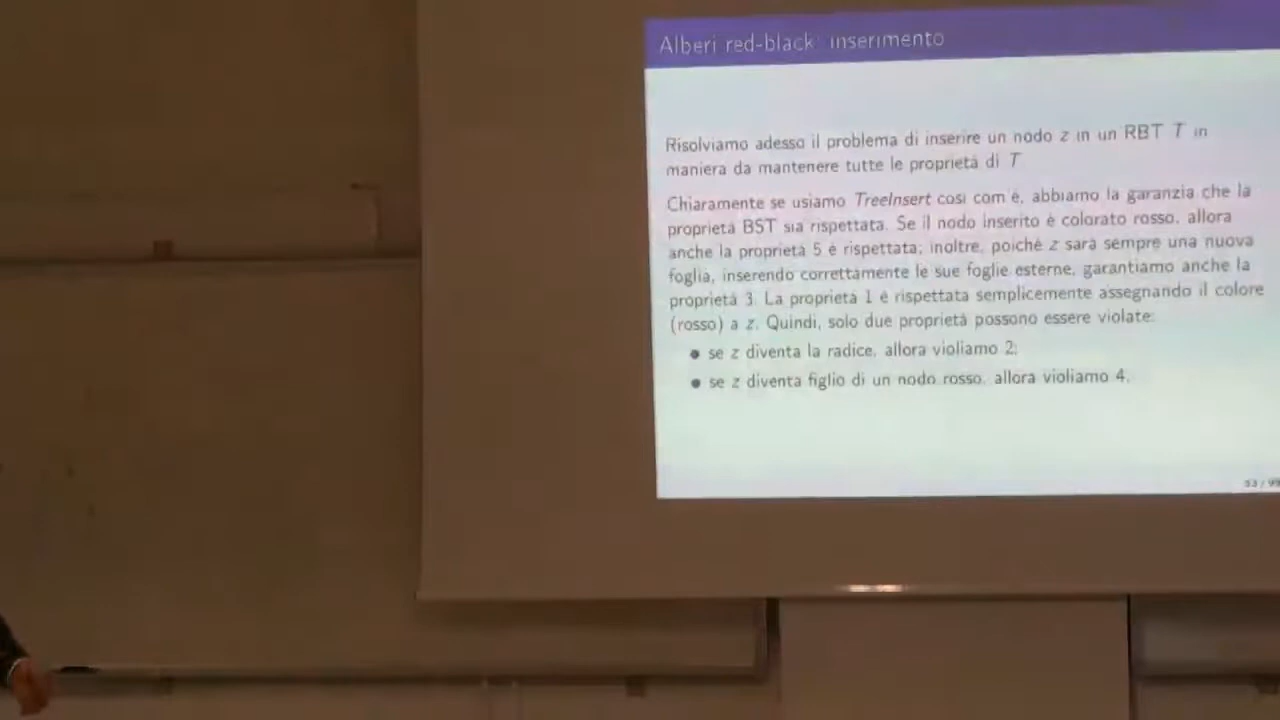 Alberi red-black: inserimento
Risolviamo adesso il problema di inserire un nodo z in un RBT T in
maniera da mantenere tutte le proprietà di T
Chiaramente se usiamo TreeInsert così com'è, abbiamo la garanzia che la
proprietà BST sia rispettata. Se il nodo inserito è colorato rosso, allora
anche la proprietà 5 è rispettata; inoltre, poichè z sarà sempre una nuova
foglia, inserendo correttamente le sue foglie esterne, garantiamo anche la
proprietà 3. La proprietà 1 è rispettata semplicemente assegnando il colore
(rosso) a z. Quindi, solo due proprietà possono essere violate:
● se z diventa la radice, allora violiamo 2;
● se z diventa figlio di un nodo rosso, allora violiamo 4.